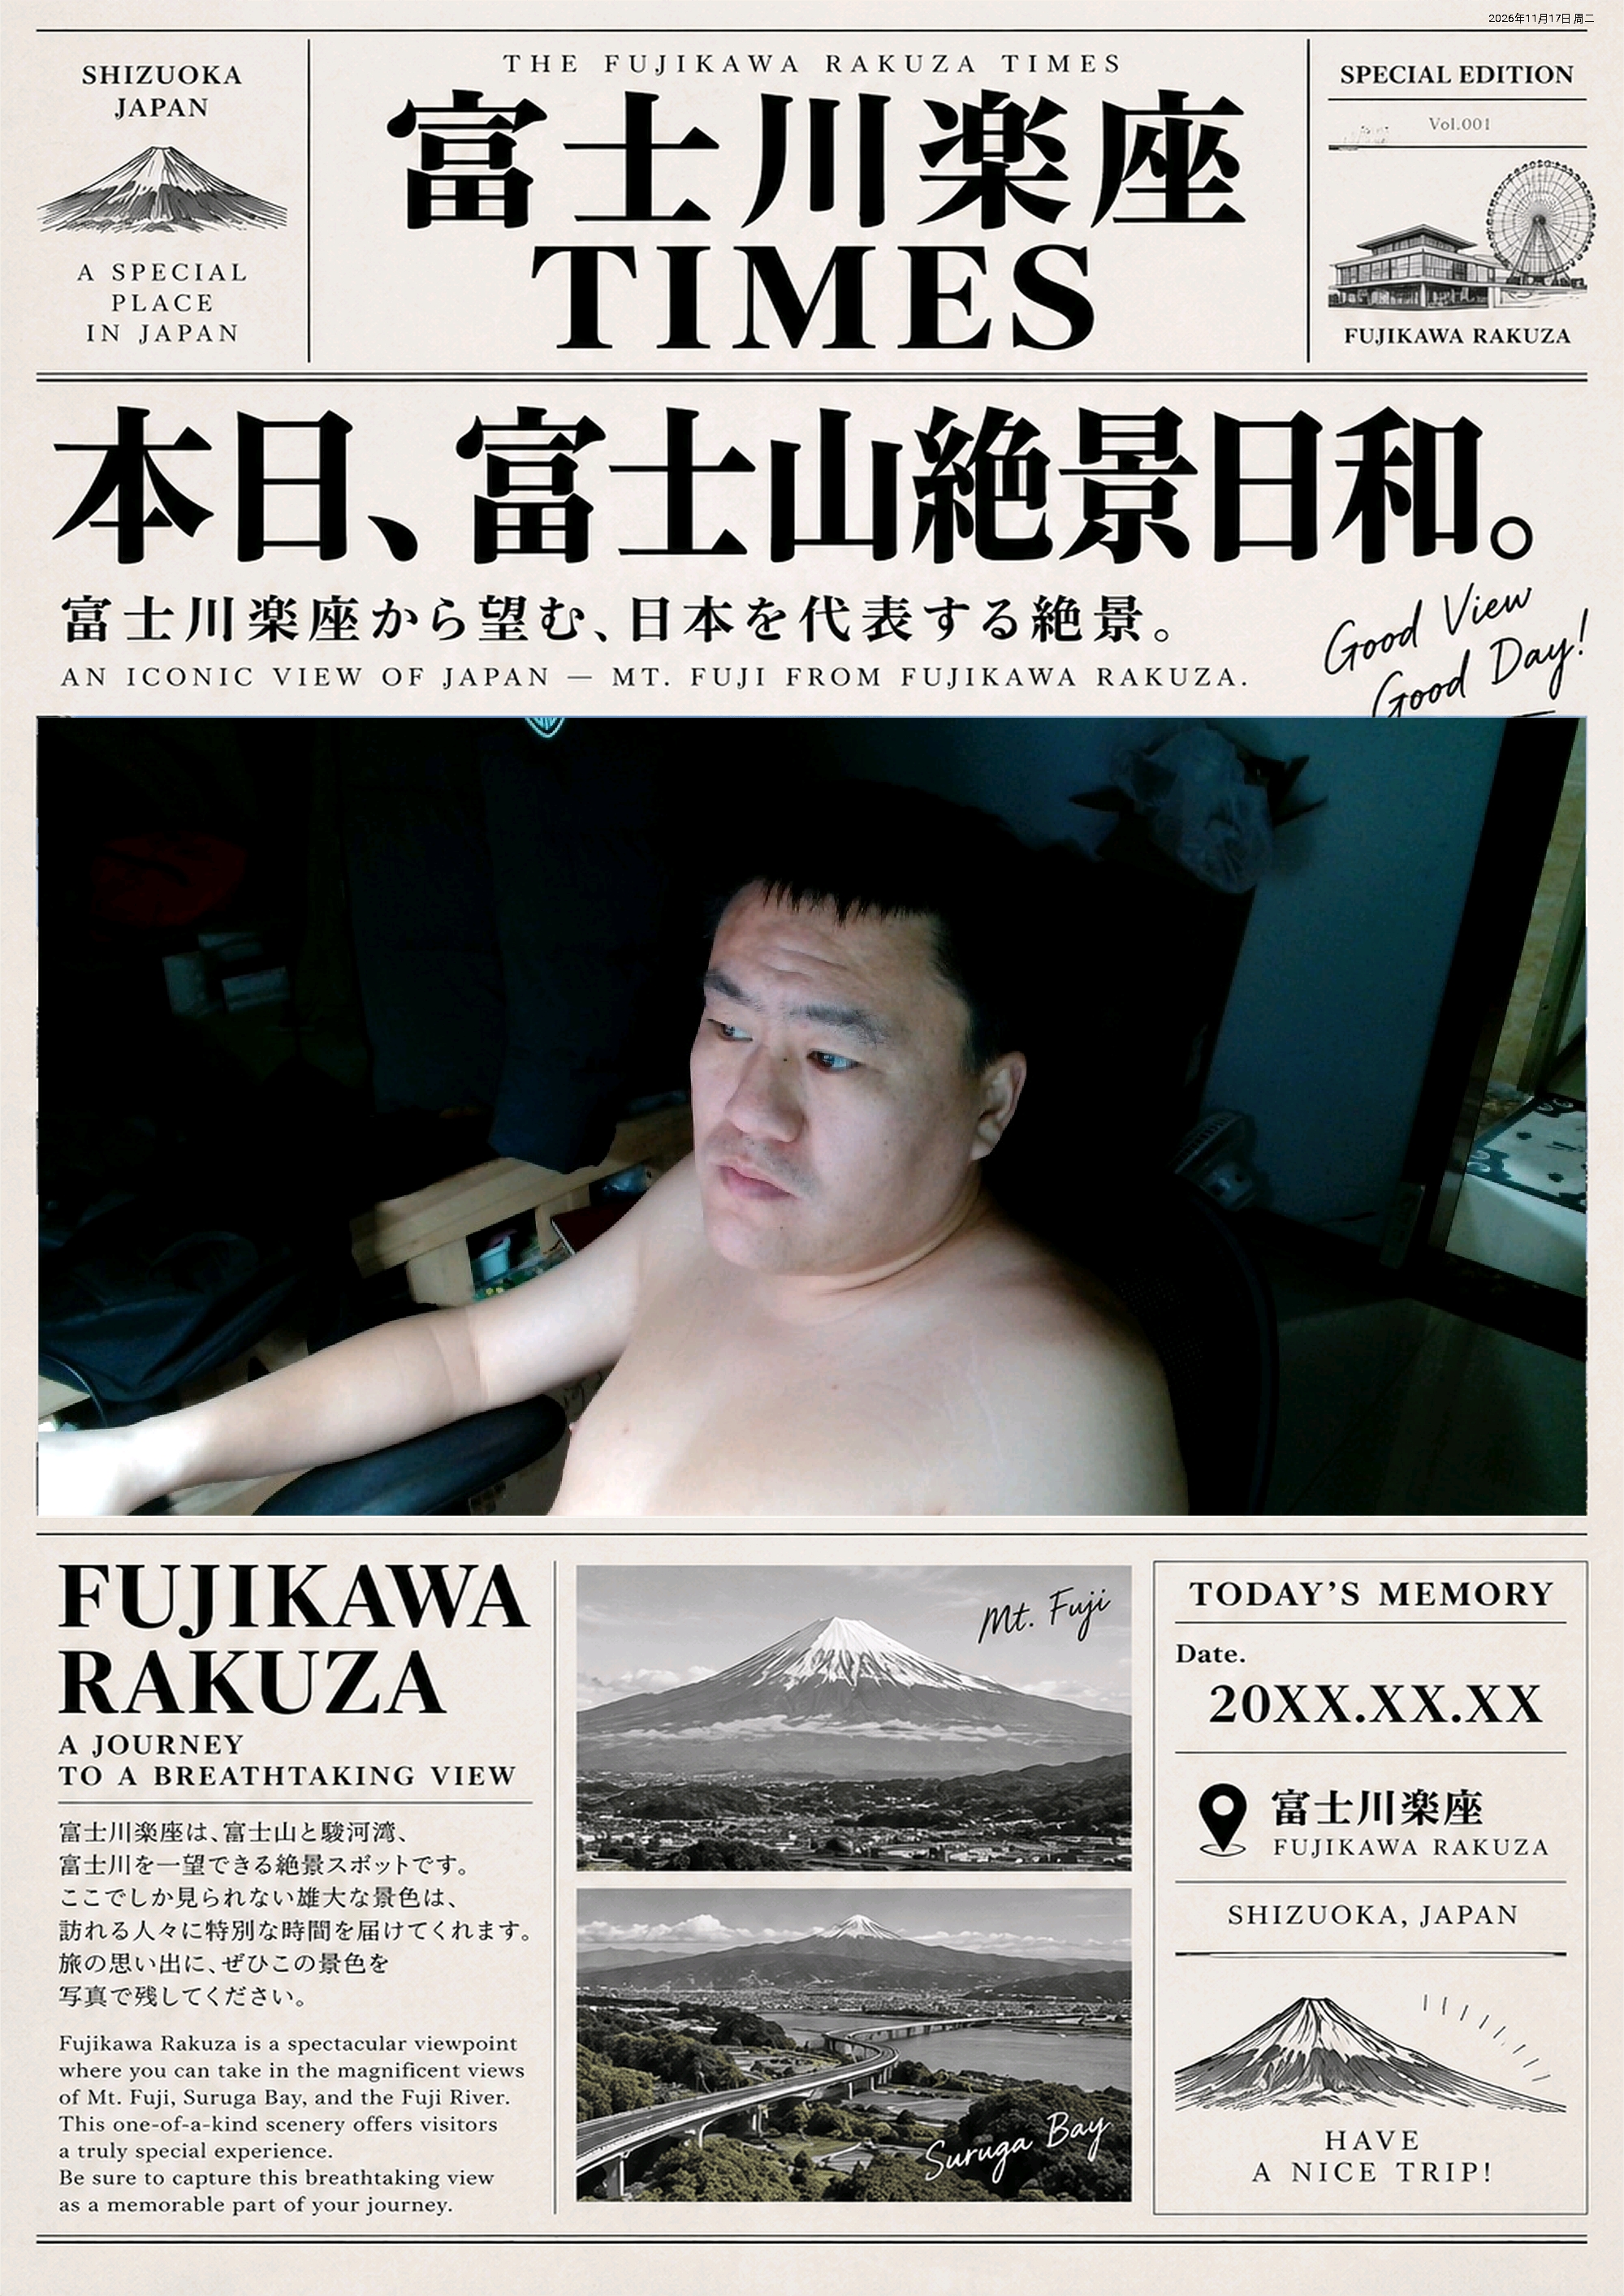 2026年11月17日 周二
SHIZUOKA
JAPAN
A SPECIAL
PLACE
IN JAPAN
THE FUJIKAWA RAKUZA TIMES
富士川楽座
TIMES
SPECIAL EDITION
Vol.001
FUJIKAWA RAKUZA
本日、富士山絶景日和。
富士川楽座から望む、日本を代表する絶景。
AN ICONIC VIEW OF JAPAN — MT. FUJI FROM FUJIKAWA RAKUZA.
Good View
Good Day!
FUJIKAWA
RAKUZA
A JOURNEY
TO A BREATHTAKING VIEW
富士川楽座は、富士山と駿河湾、
富士川を一望できる絶景スポットです。
ここでしか見られない雄大な景色は、
訪れる人々に特別な時間を届けてくれます。
旅の思い出に、ぜひこの景色を
写真で残してください。
Fujikawa Rakuza is a spectacular viewpoint
where you can take in the magnificent views
of Mt. Fuji, Suruga Bay, and the Fuji River.
This one-of-a-kind scenery offers visitors
a truly special experience.
Be sure to capture this breathtaking view
as a memorable part of your journey.
Mt. Fuji
Suruga Bay
TODAY'S MEMORY
Date.
20XX.XX.XX
富士川楽座
FUJIKAWA RAKUZA
SHIZUOKA, JAPAN
HAVE
A NICE TRIP!